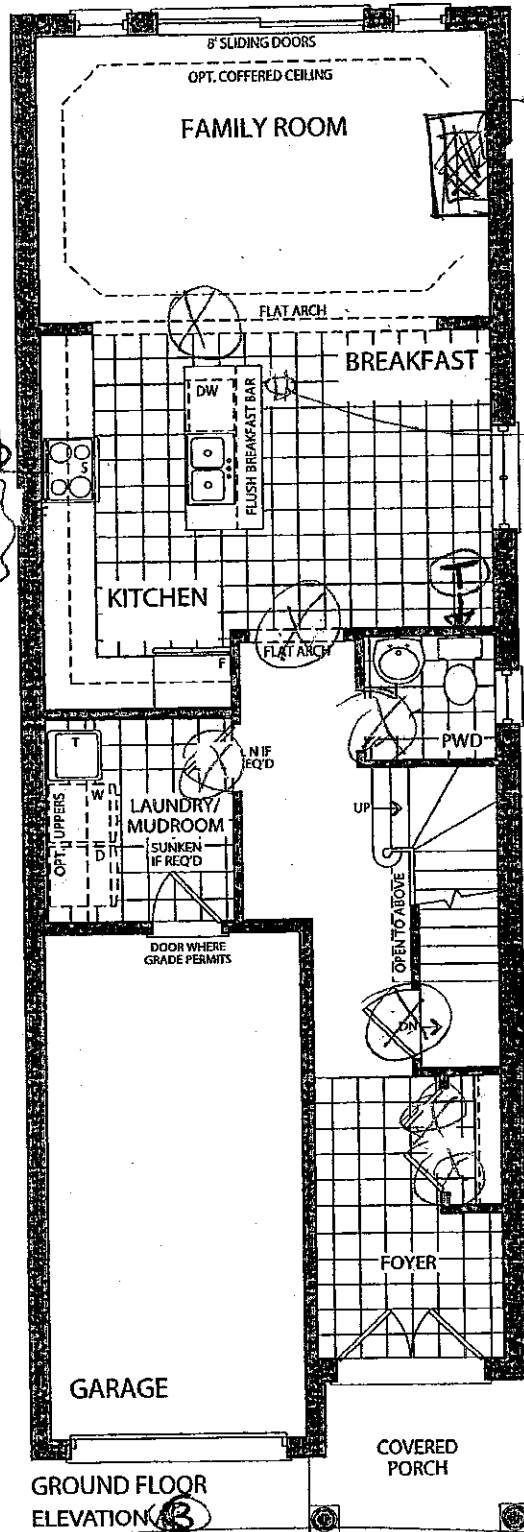 8' SLIDING DOORS
OPT. COFFERED CEILING
FAMILY ROOM
FLAT ARCH
BREAKFAST
DW
FLUSH BREAKFAST BAR
S
KITCHEN
T
FLAT ARCH
F
PWD
T
N IF
EQ'D
W
LAUNDRY/
MUDROOM
OPT. UPPERS
D
SUNKEN
IF REQ'D
UP
OPEN TO ABOVE
DOOR WHERE
GRADE PERMITS
DN
FOYER
GARAGE
COVERED
PORCH
GROUND FLOOR
ELEVATION B